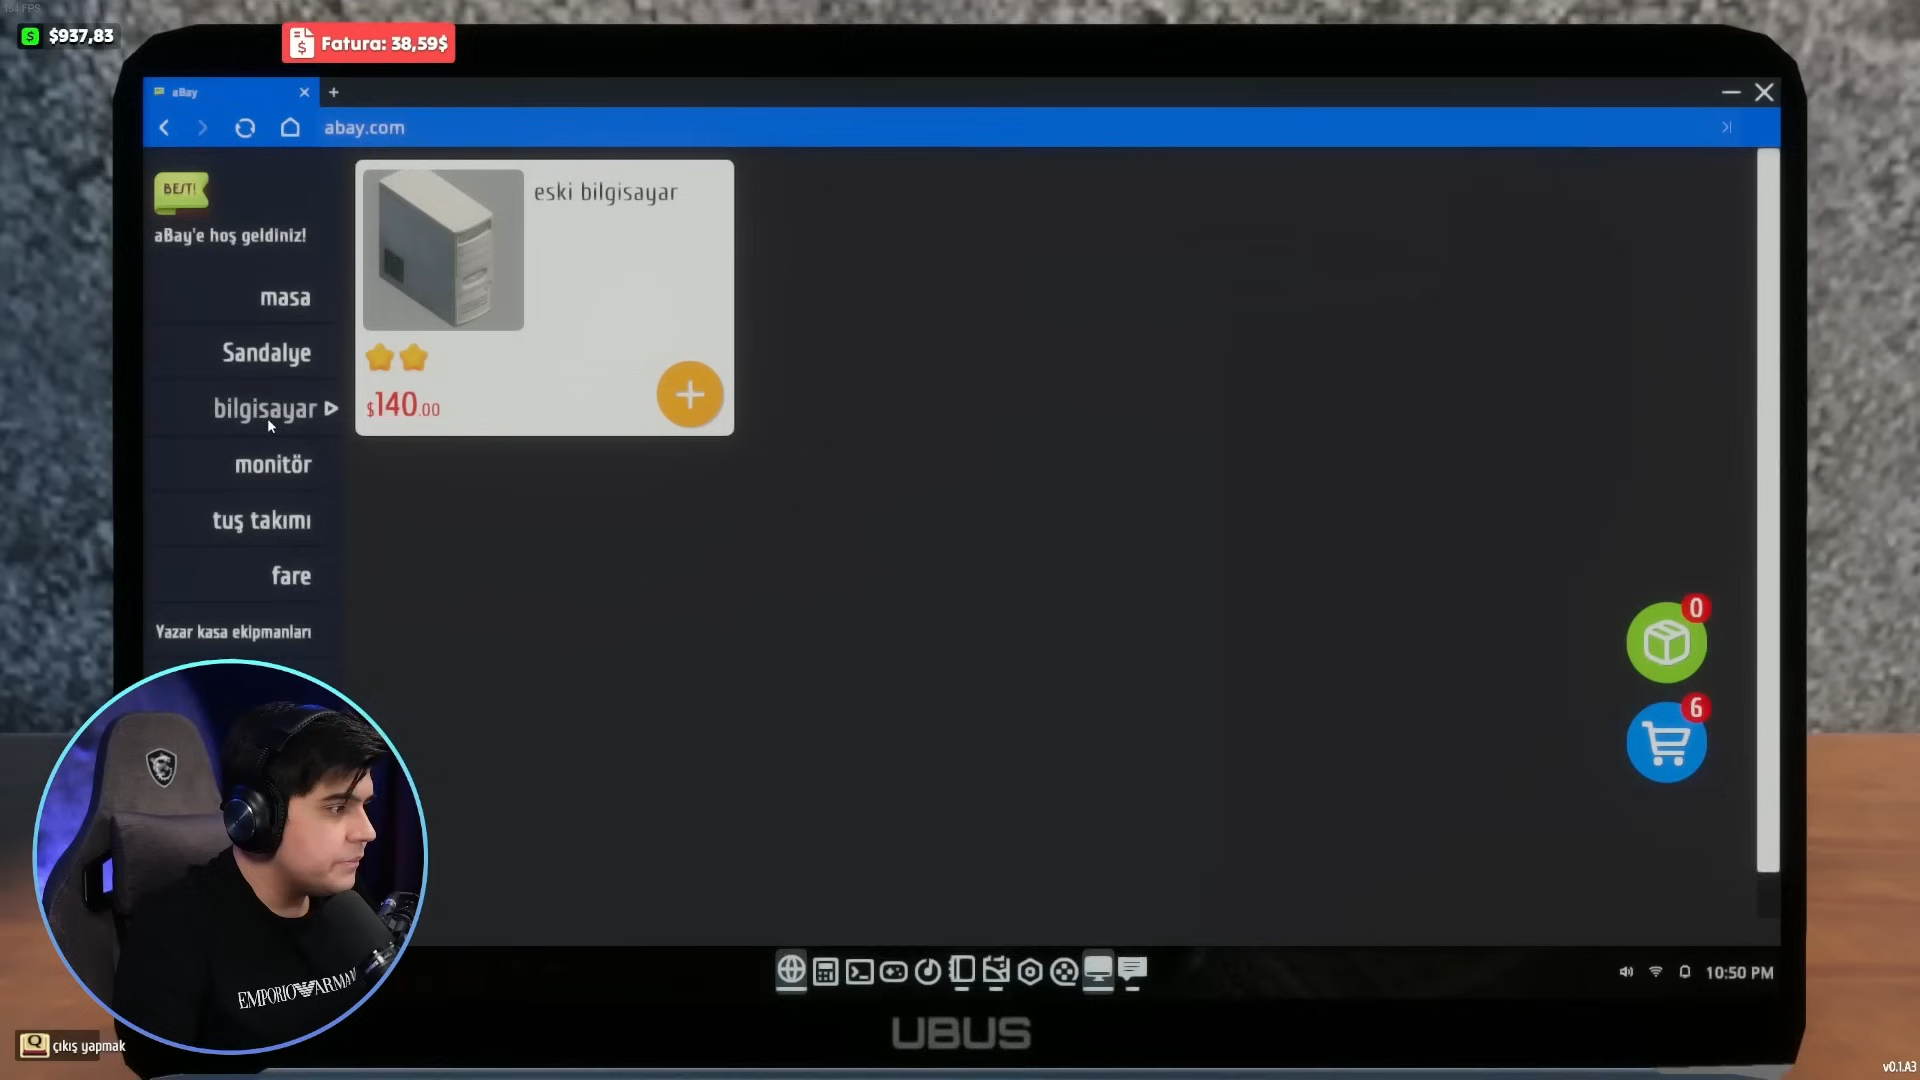 164 FPS
$937,83
Fatura: 38,59$
aBay
abay.com
BEST!
aBay'e hoş geldiniz!
masa
Sandalye
bilgisayar
monitör
tuş takımı
fare
Yazar kasa ekipmanları
eski bilgisayar
$140.00
0
6
EMPORIO ARMANI
10:50 PM
UBUS
Q çıkış yapmak
v0.1.A3